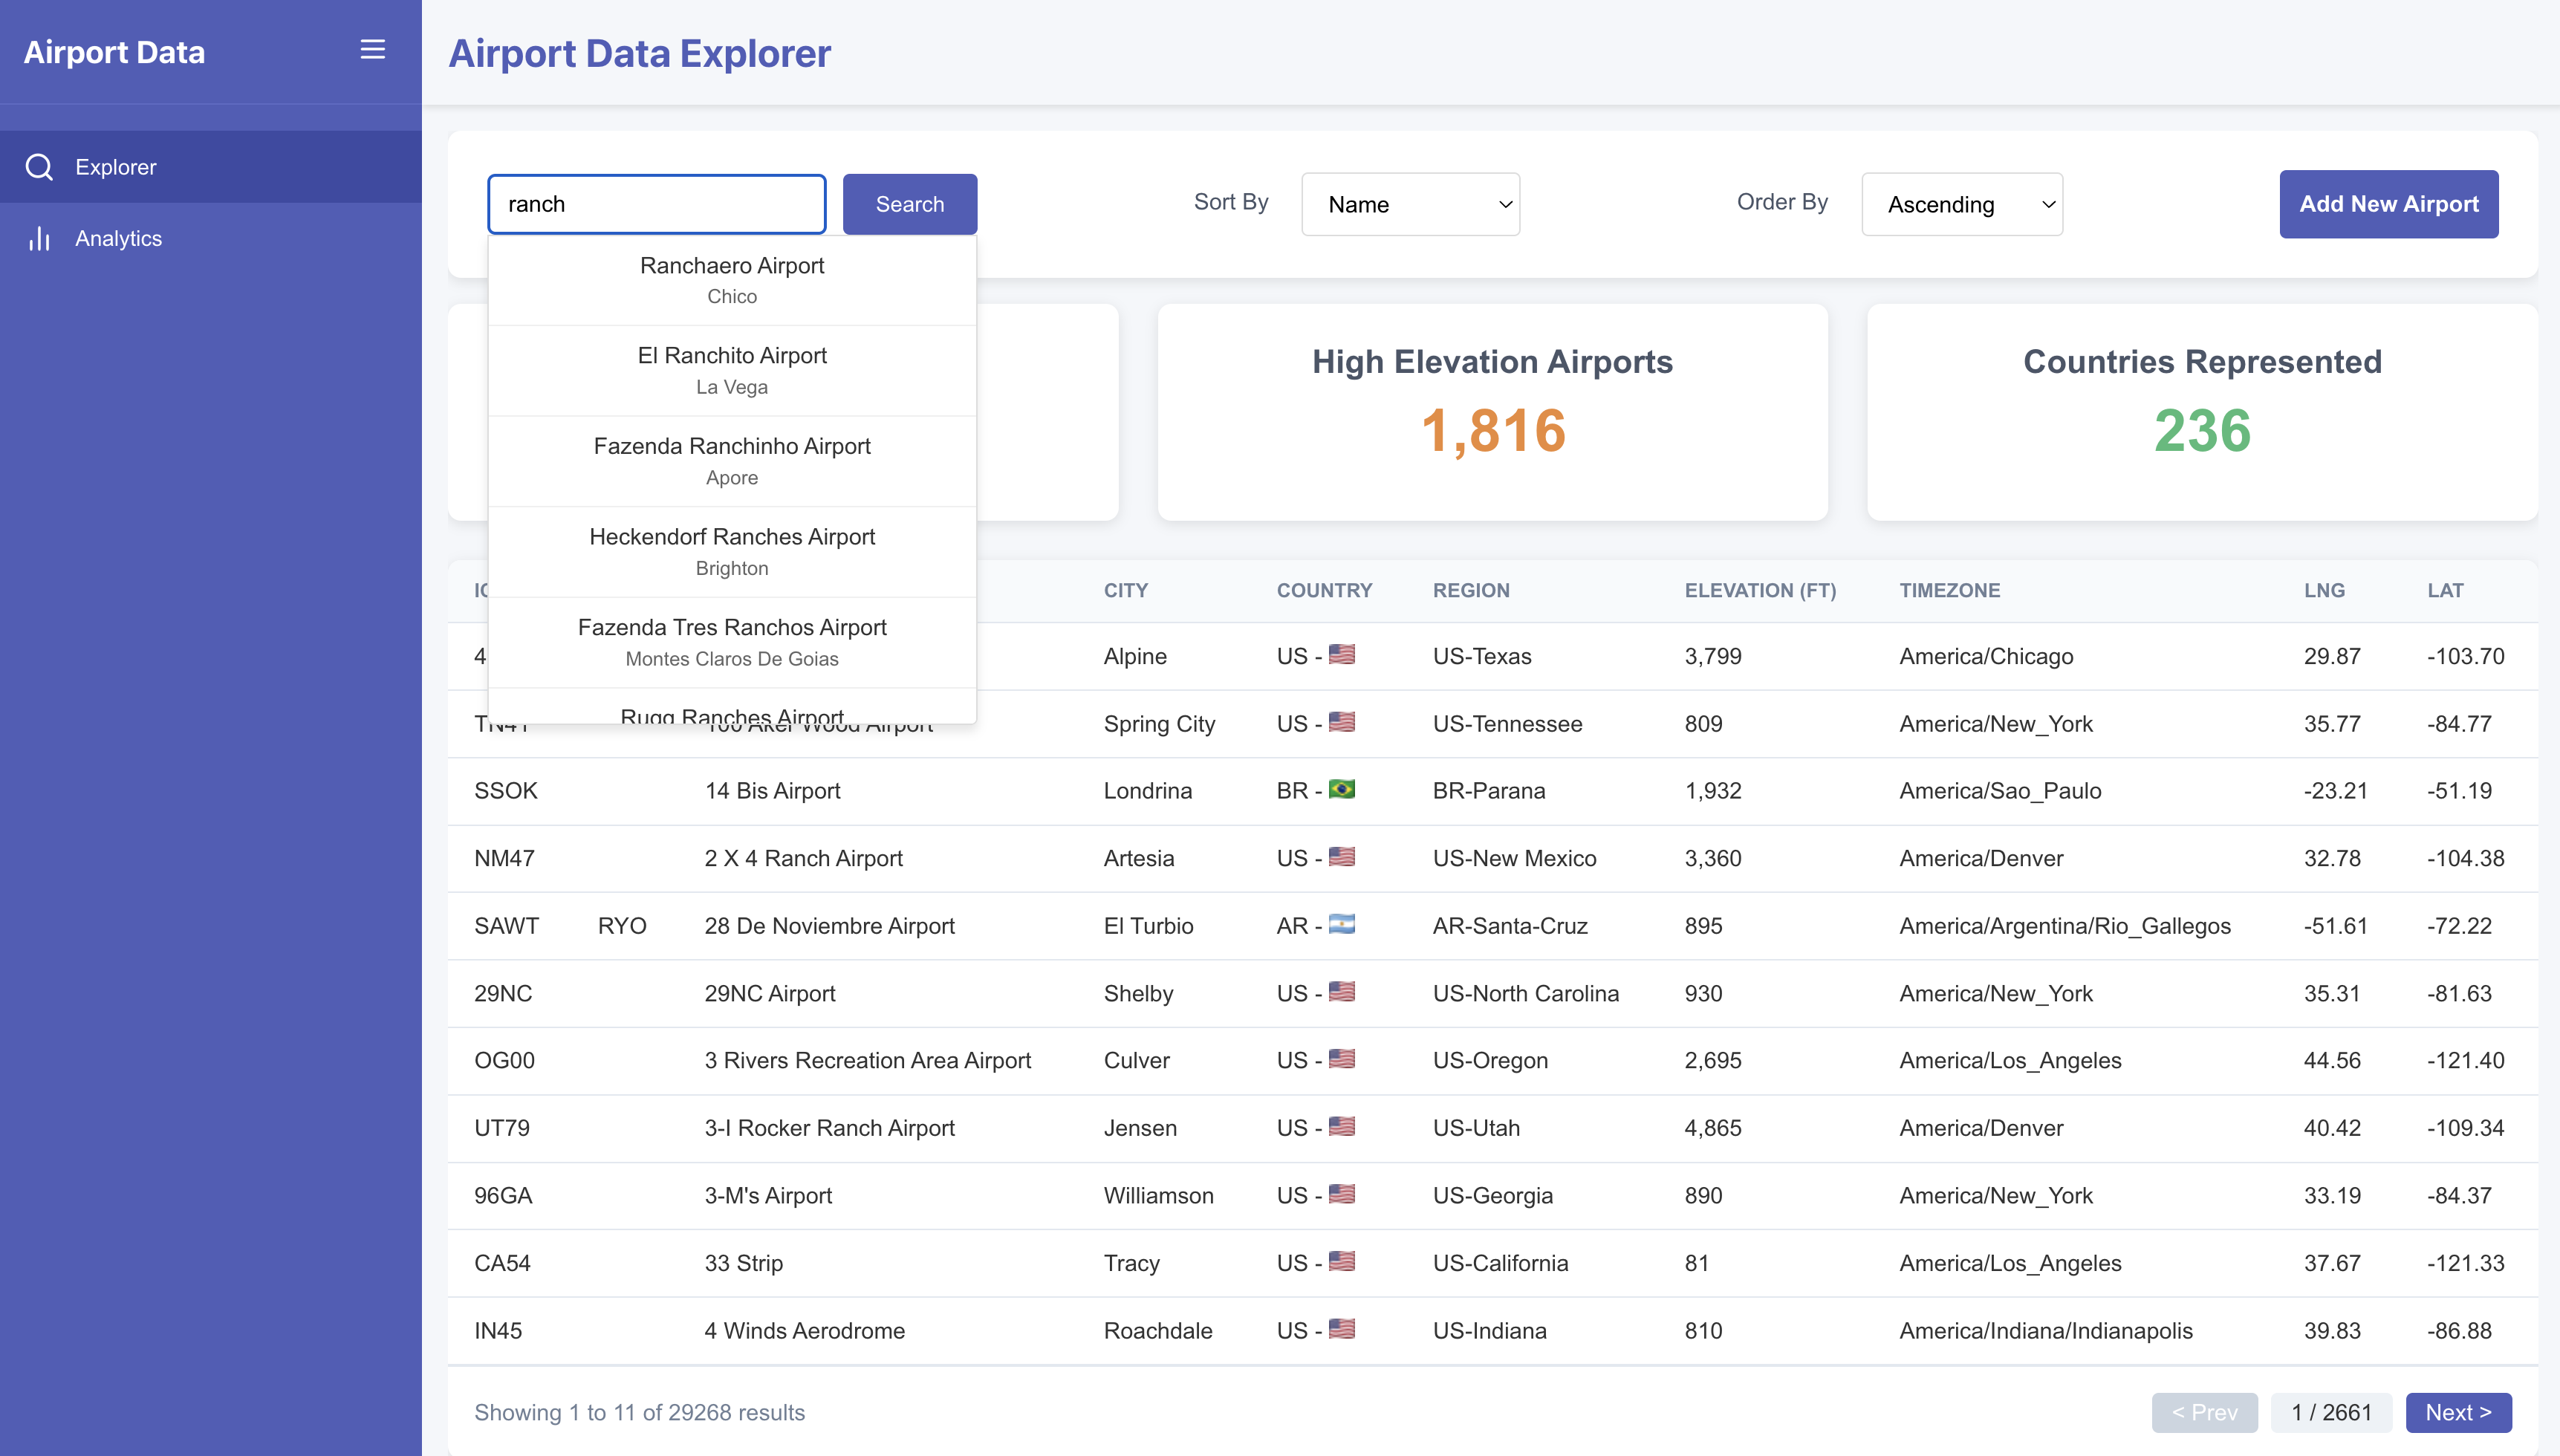 Airport Data
Explorer
Analytics
Airport Data Explorer
ranch
Search
Sort By
Name
Order By
Ascending
Add New Airport
Ranchaero Airport
Chico
El Ranchito Airport
La Vega
Fazenda Ranchinho Airport
Apore
Heckendorf Ranches Airport
Brighton
Fazenda Tres Ranchos Airport
Montes Claros De Goias
Rugg Ranches Airport
High Elevation Airports
1,816
Countries Represented
236
CITY COUNTRY REGION ELEVATION (FT) TIMEZONE LNG LAT
4 Alpine US - US-Texas 3,799 America/Chicago 29.87 -103.70
TN41 100 Aker Wood Airport Spring City US - US-Tennessee 809 America/New_York 35.77 -84.77
SSOK 14 Bis Airport Londrina BR - BR-Parana 1,932 America/Sao_Paulo -23.21 -51.19
NM47 2 X 4 Ranch Airport Artesia US - US-New Mexico 3,360 America/Denver 32.78 -104.38
SAWT RYO 28 De Noviembre Airport El Turbio AR - AR-Santa-Cruz 895 America/Argentina/Rio_Gallegos -51.61 -72.22
29NC 29NC Airport Shelby US - US-North Carolina 930 America/New_York 35.31 -81.63
OG00 3 Rivers Recreation Area Airport Culver US - US-Oregon 2,695 America/Los_Angeles 44.56 -121.40
UT79 3-I Rocker Ranch Airport Jensen US - US-Utah 4,865 America/Denver 40.42 -109.34
96GA 3-M's Airport Williamson US - US-Georgia 890 America/New_York 33.19 -84.37
CA54 33 Strip Tracy US - US-California 81 America/Los_Angeles 37.67 -121.33
IN45 4 Winds Aerodrome Roachdale US - US-Indiana 810 America/Indiana/Indianapolis 39.83 -86.88
Showing 1 to 11 of 29268 results
< Prev
1 / 2661
Next >